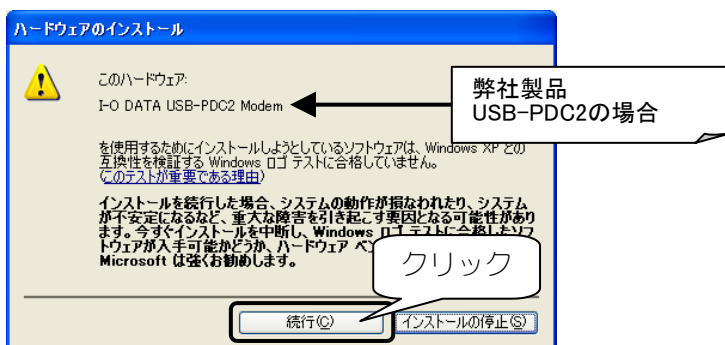 ハードウェアのインストール
このハードウェア:
I-O DATA USB-PDC2 Modem
弊社製品
USB-PDC2の場合
を使用するためにインストールしようとしているソフトウェアは、Windows XP との
互換性を検証する Windows ロゴ テストに合格していません。
(このテストが重要である理由)
インストールを続行した場合、システムの動作が損なわれたり、システム
が不安定になるなど、重大な障害を引き起こす要因となる可能性があり
ます。今すぐインストールを中断し、Windows ロゴ テストに合格したソフ
トウェアが入手可能かどうか、ハードウェア ベン
Microsoft は強くお勧めします。
クリック
続行(C)
インストールの停止(S)